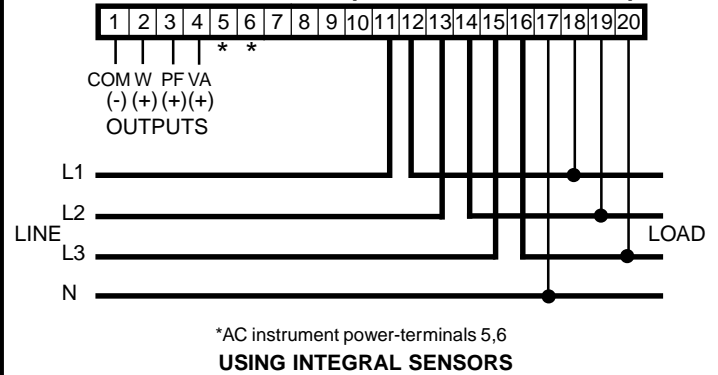 1 2 3 4 5 6 7 8 9 10 11 12 13 14 15 16 17 18 19 20
* *
COM W PF VA
(-) (+) (+) (+)
OUTPUTS
L1
L2
LINE LOAD
L3
N
*AC instrument power-terminals 5,6
USING INTEGRAL SENSORS